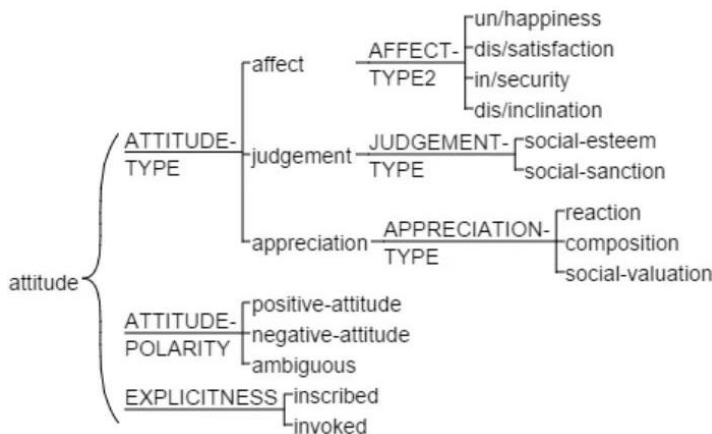 un/happiness
AFFECT- dis/satisfaction
affect TYPE2 in/security
dis/inclination
ATTITUDE- JUDGEMENT- social-esteem
TYPE judgement TYPE social-sanction
reaction
appreciation APPRECIATION- composition
TYPE social-valuation
attitude
positive-attitude
ATTITUDE- negative-attitude
POLARITY ambiguous
EXPLICITNESS inscribed
invoked